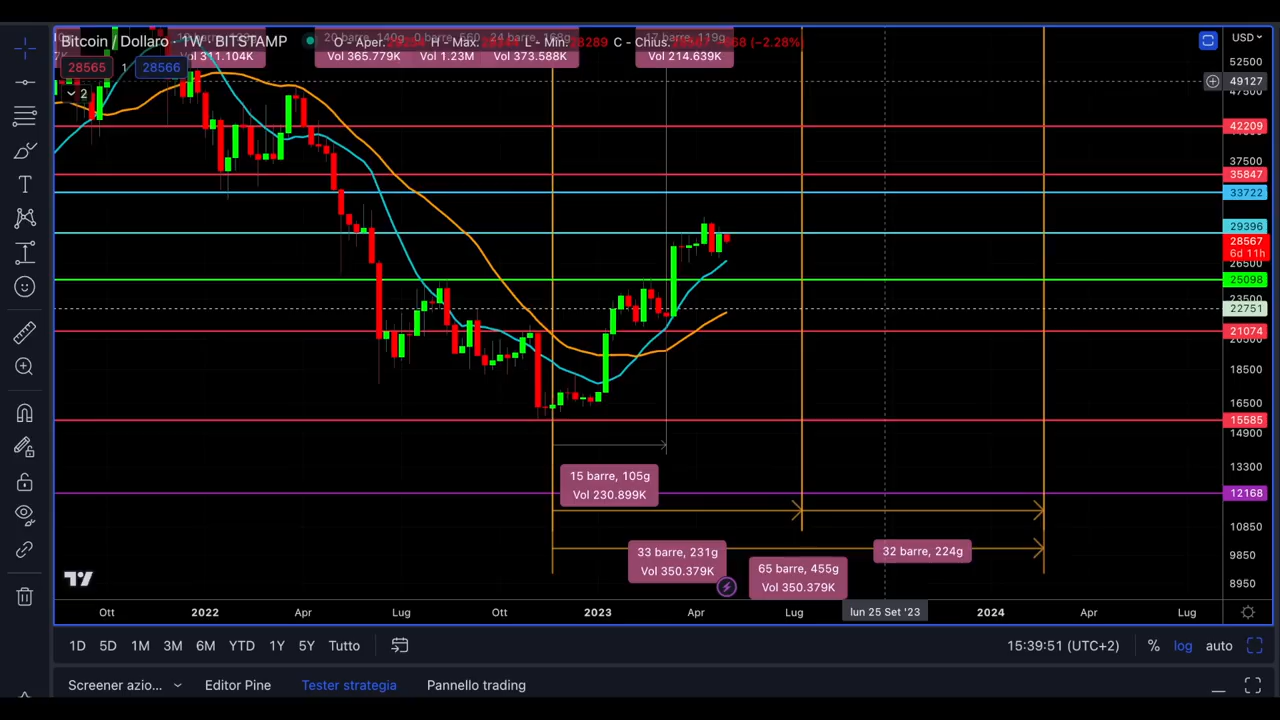 Bitcoin / Dollaro · 1W · BITSTAMP
O - Aper. H - Max. L - Min. 28289 C - Chius. (−2.28%)
Vol 311.104K
Vol 365.779K
Vol 1.23M
Vol 373.588K
Vol 214.639K
28565 1 28566
2
USD
52500
49127
47500
42209
37500
35847
33722
29396
28567
6d 11h
26500
25098
23500
22751
21074
20000
18500
16500
15585
14900
13300
12168
10850
9850
8950
15 barre, 105g
Vol 230.899K
33 barre, 231g
Vol 350.379K
65 barre, 455g
Vol 350.379K
32 barre, 224g
Ott 2022 Apr Lug Ott 2023 Apr Lug lun 25 Set '23 2024 Apr Lug
1D 5D 1M 3M 6M YTD 1Y 5Y Tutto 15:39:51 (UTC+2) % log auto
Screener azio... Editor Pine Tester strategia Pannello trading